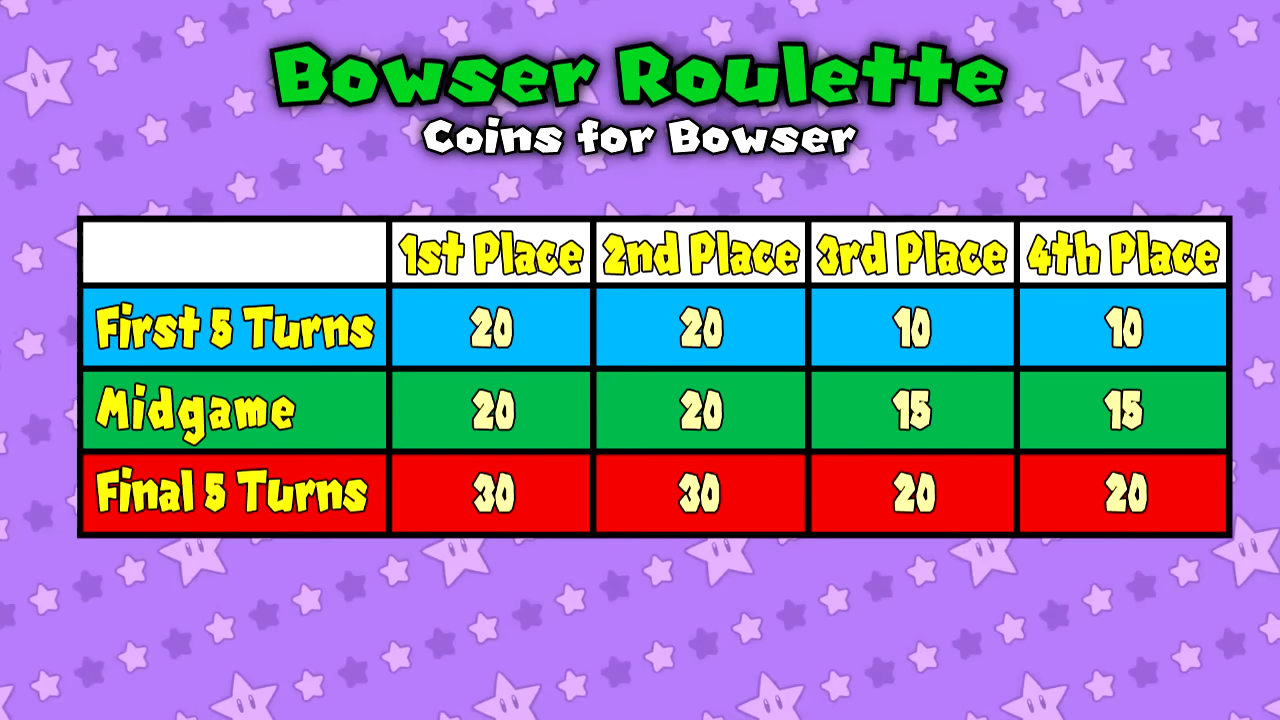 Bowser Roulette
Coins for Bowser
1st Place 2nd Place 3rd Place 4th Place
First 5 Turns 20 20 10 10
Midgame 20 20 15 15
Final 5 Turns 30 30 20 20